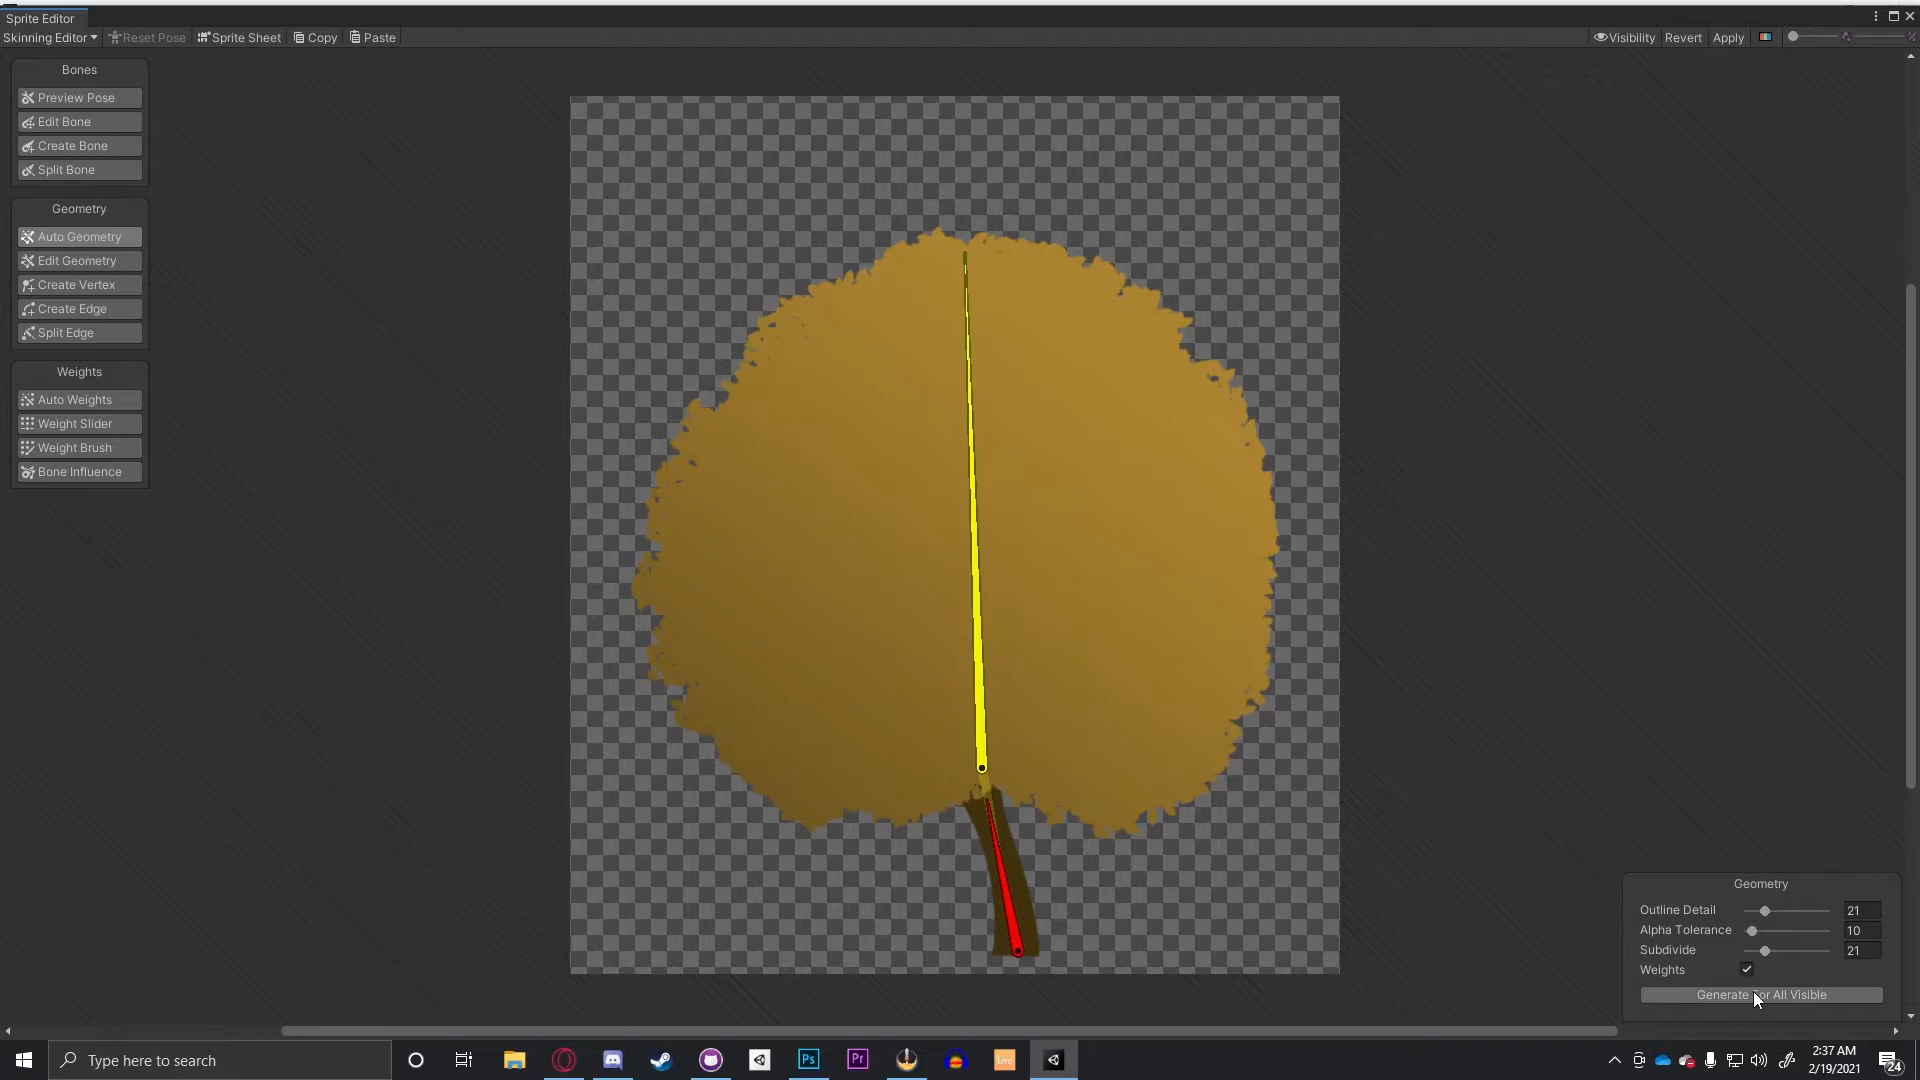 Sprite Editor
Skinning Editor
Reset Pose
Sprite Sheet
Copy
Paste
Visibility
Revert
Apply
Bones
Preview Pose
Edit Bone
Create Bone
Split Bone
Geometry
Auto Geometry
Edit Geometry
Create Vertex
Create Edge
Split Edge
Weights
Auto Weights
Weight Slider
Weight Brush
Bone Influence
Geometry
Outline Detail 21
Alpha Tolerance 10
Subdivide 21
Weights
Generate For All Visible
Type here to search
Ps
Pr
Live
2:37 AM
2/19/2021
24